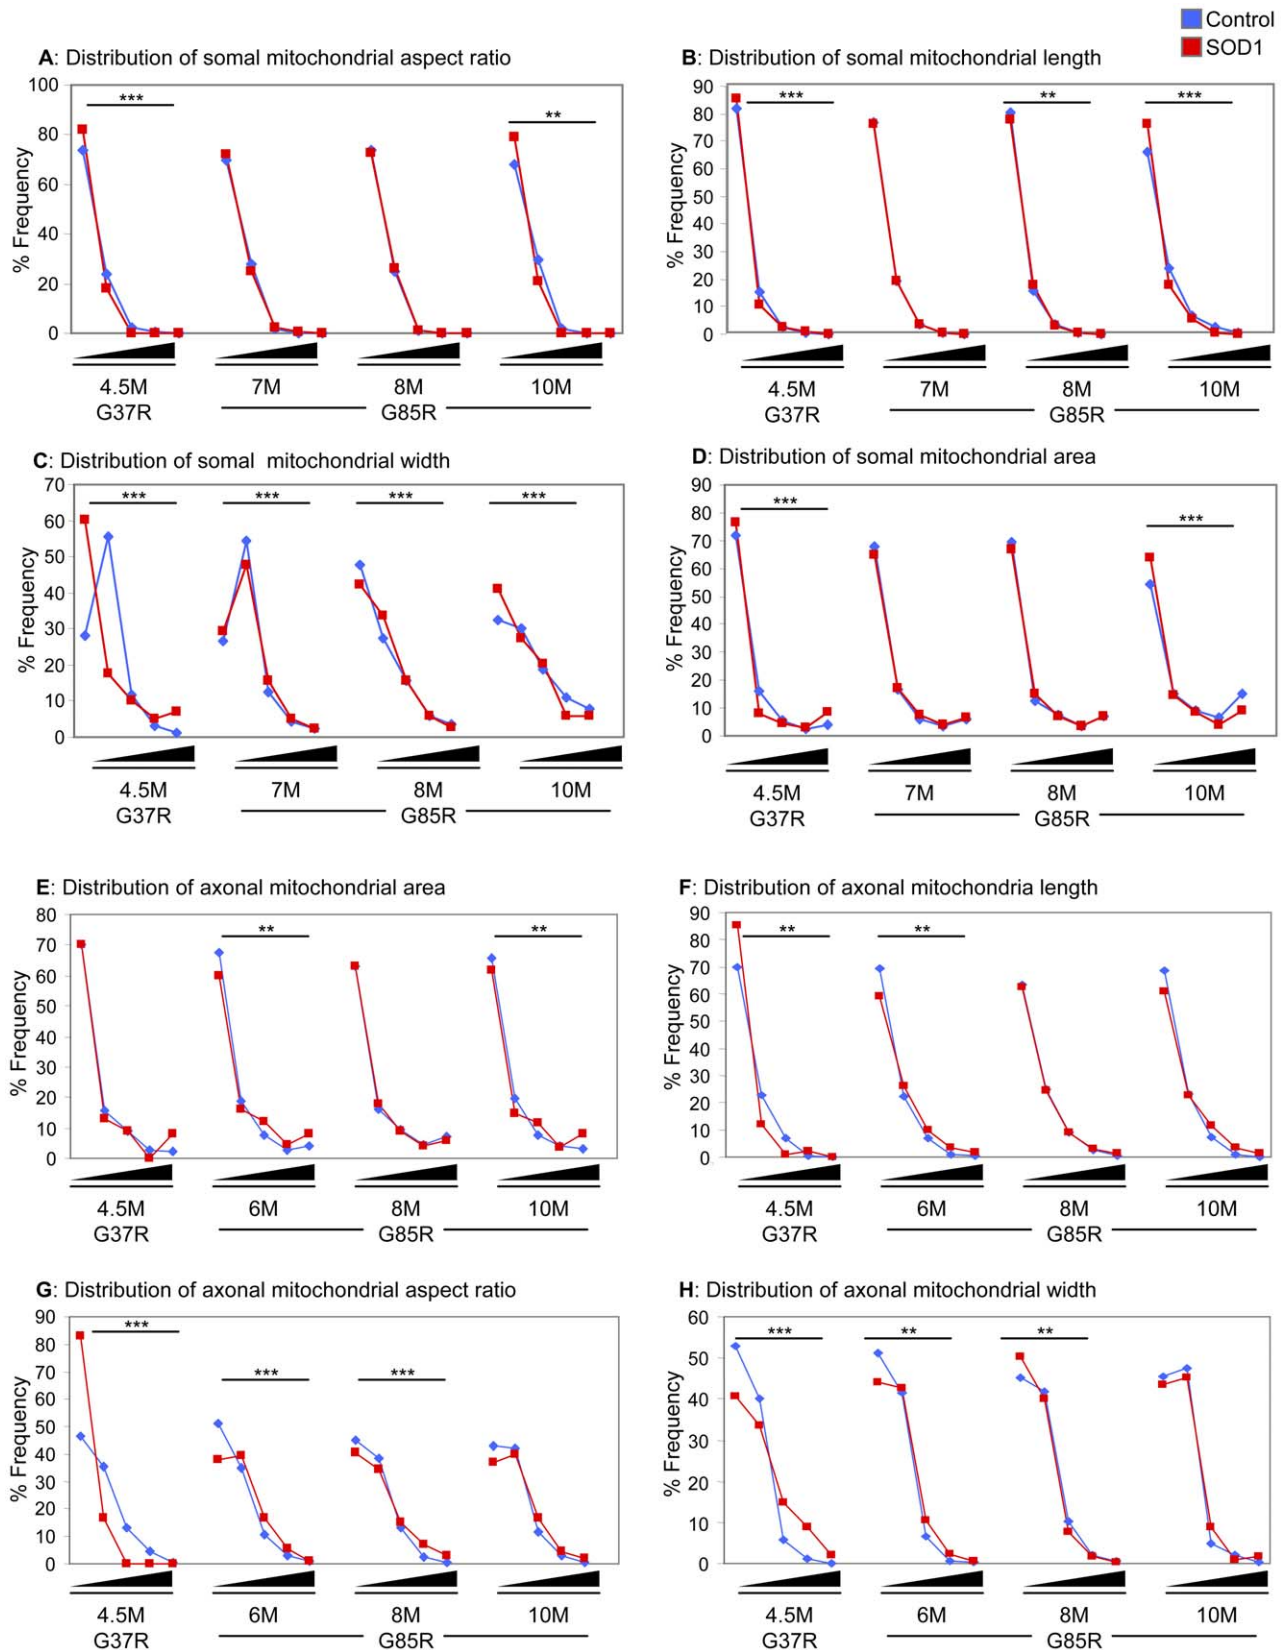 Control
SOD1
A: Distribution of somal mitochondrial aspect ratio
***
**
% Frequency
100
80
60
40
20
0
4.5M 7M 8M 10M
G37R G85R
B: Distribution of somal mitochondrial length
***
**
***
% Frequency
90
80
70
60
50
40
30
20
10
0
4.5M 7M 8M 10M
G37R G85R
C: Distribution of somal mitochondrial width
***
***
***
***
% Frequency
70
60
50
40
30
20
10
0
4.5M 7M 8M 10M
G37R G85R
D: Distribution of somal mitochondrial area
***
***
% Frequency
90
80
70
60
50
40
30
20
10
0
4.5M 7M 8M 10M
G37R G85R
E: Distribution of axonal mitochondrial area
**
**
% Frequency
80
70
60
50
40
30
20
10
0
4.5M 6M 8M 10M
G37R G85R
F: Distribution of axonal mitochondria length
**
**
% Frequency
90
80
70
60
50
40
30
20
10
0
4.5M 6M 8M 10M
G37R G85R
G: Distribution of axonal mitochondrial aspect ratio
***
***
***
% Frequency
90
80
70
60
50
40
30
20
10
0
4.5M 6M 8M 10M
G37R G85R
H: Distribution of axonal mitochondrial width
***
**
**
% Frequency
60
50
40
30
20
10
0
4.5M 6M 8M 10M
G37R G85R